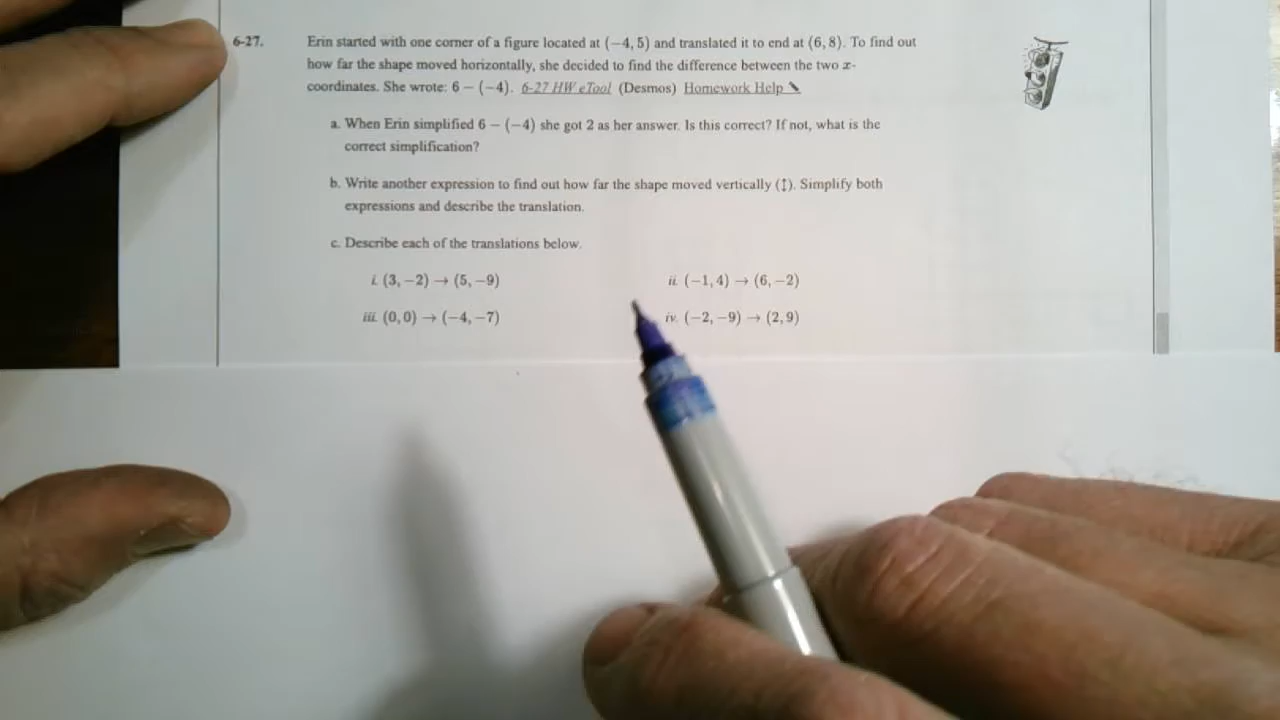 6-27. Erin started with one corner of a figure located at (−4, 5) and translated it to end at (6, 8). To find out
how far the shape moved horizontally, she decided to find the difference between the two x-
coordinates. She wrote: 6 − (−4). 6-27 HW eTool (Desmos) Homework Help ✎
a. When Erin simplified 6 − (−4) she got 2 as her answer. Is this correct? If not, what is the
correct simplification?
b. Write another expression to find out how far the shape moved vertically (↕). Simplify both
expressions and describe the translation.
c. Describe each of the translations below.
i. (3, −2) → (5, −9) ii. (−1, 4) → (6, −2)
iii. (0, 0) → (−4, −7) iv. (−2, −9) → (2, 9)